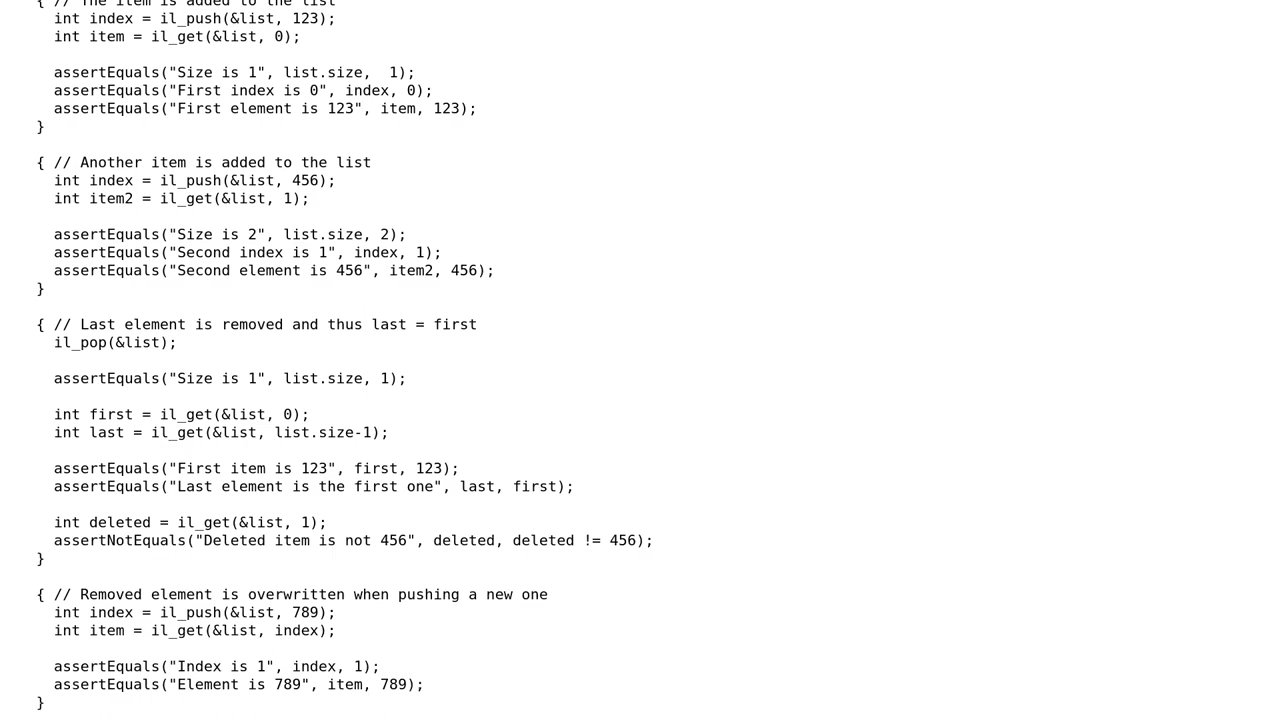 { // The item is added to the list
  int index = il_push(&list, 123);
  int item = il_get(&list, 0);

  assertEquals("Size is 1", list.size,  1);
  assertEquals("First index is 0", index, 0);
  assertEquals("First element is 123", item, 123);
}

{ // Another item is added to the list
  int index = il_push(&list, 456);
  int item2 = il_get(&list, 1);

  assertEquals("Size is 2", list.size, 2);
  assertEquals("Second index is 1", index, 1);
  assertEquals("Second element is 456", item2, 456);
}

{ // Last element is removed and thus last = first
  il_pop(&list);

  assertEquals("Size is 1", list.size, 1);

  int first = il_get(&list, 0);
  int last = il_get(&list, list.size-1);

  assertEquals("First item is 123", first, 123);
  assertEquals("Last element is the first one", last, first);

  int deleted = il_get(&list, 1);
  assertNotEquals("Deleted item is not 456", deleted, deleted != 456);
}

{ // Removed element is overwritten when pushing a new one
  int index = il_push(&list, 789);
  int item = il_get(&list, index);

  assertEquals("Index is 1", index, 1);
  assertEquals("Element is 789", item, 789);
}